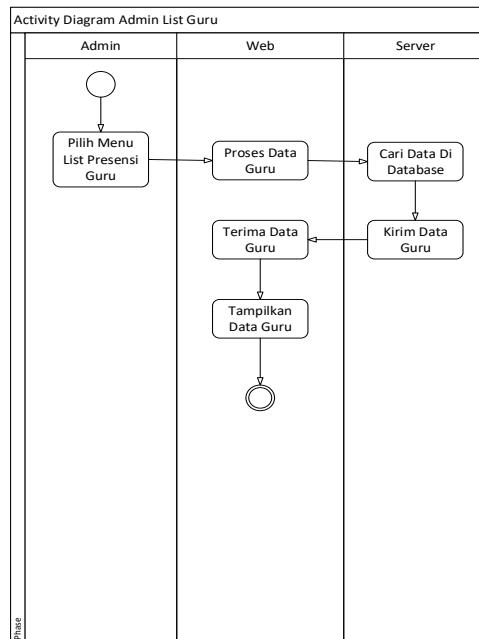 Activity Diagram Admin List Guru
Admin
Web
Server
Pilih Menu
List Presensi
Guru
Proses Data
Guru
Cari Data Di
Database
Terima Data
Guru
Kirim Data
Guru
Tampilkan
Data Guru
Phase